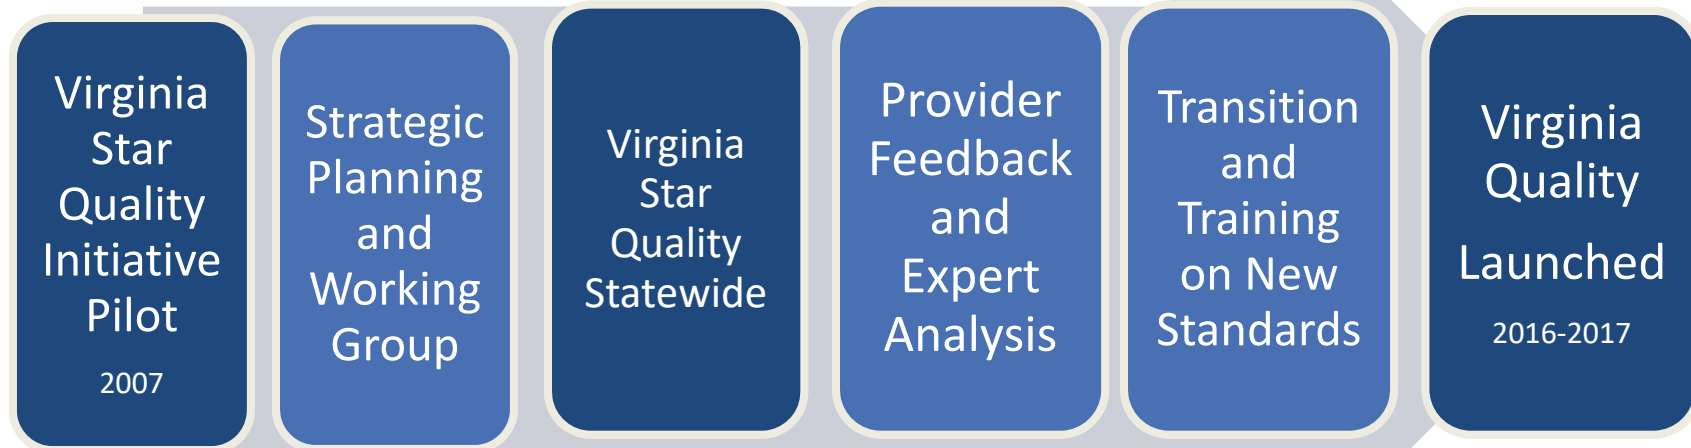 Virginia
Star
Quality
Initiative
Pilot
2007
Strategic
Planning
and
Working
Group
Virginia
Star
Quality
Statewide
Provider
Feedback
and
Expert
Analysis
Transition
and
Training
on New
Standards
Virginia
Quality
Launched
2016-2017